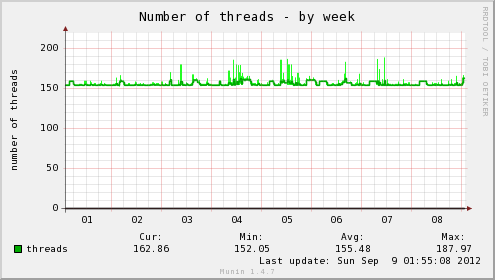 Number of threads - by week
RRDTOOL / TOBI OETIKER
number of threads
200
150
100
50
0
01 02 03 04 05 06 07 08
Cur: Min: Avg: Max:
threads 162.86 152.05 155.48 187.97
Last update: Sun Sep 9 01:55:08 2012
Munin 1.4.7